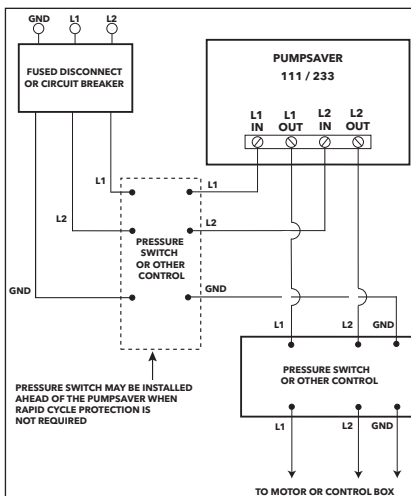 GND L1 L2
FUSED DISCONNECT
OR CIRCUIT BREAKER
PUMPSAVER
111 / 233
L1 L1 L2 L2
IN OUT IN OUT
L1 L1
L2 L2
PRESSURE
SWITCH
OR OTHER
CONTROL
GND GND
L1 L2 GND
PRESSURE SWITCH
OR OTHER CONTROL
PRESSURE SWITCH MAY BE INSTALLED
AHEAD OF THE PUMPSAVER WHEN
RAPID CYCLE PROTECTION IS
NOT REQUIRED
L1 L2 GND
TO MOTOR OR CONTROL BOX